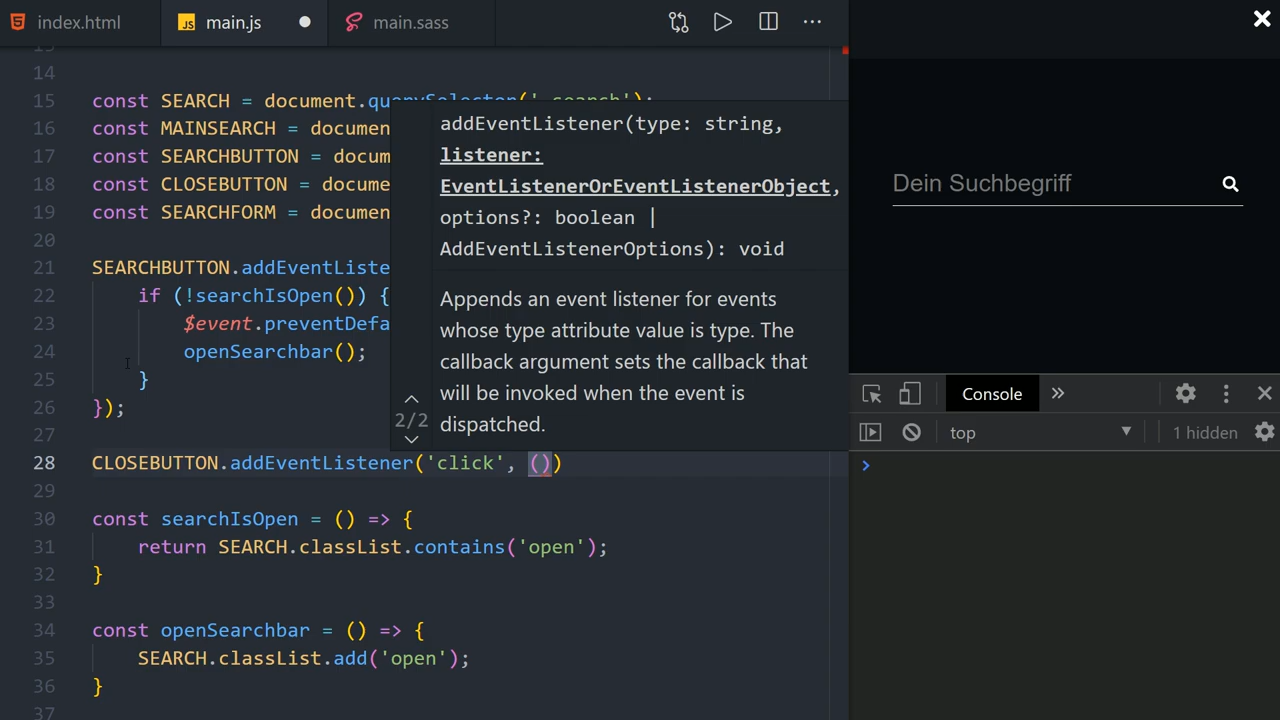 index.html
JS main.js
main.sass
14
15 const SEARCH = document.querySelector('.search');
16 const MAINSEARCH = documen
17 const SEARCHBUTTON = docum
18 const CLOSEBUTTON = docume
19 const SEARCHFORM = documen
20
21 SEARCHBUTTON.addEventListe
22 if (!searchIsOpen()) {
23 $event.preventDefa
24 openSearchbar();
25 }
26 });
27
28 CLOSEBUTTON.addEventListener('click', ())
29
30 const searchIsOpen = () => {
31 return SEARCH.classList.contains('open');
32 }
33
34 const openSearchbar = () => {
35 SEARCH.classList.add('open');
36 }
37
addEventListener(type: string,
listener:
EventListenerOrEventListenerObject,
options?: boolean |
AddEventListenerOptions): void
Appends an event listener for events
whose type attribute value is type. The
callback argument sets the callback that
will be invoked when the event is
dispatched.
2/2
Dein Suchbegriff
Console
top
1 hidden